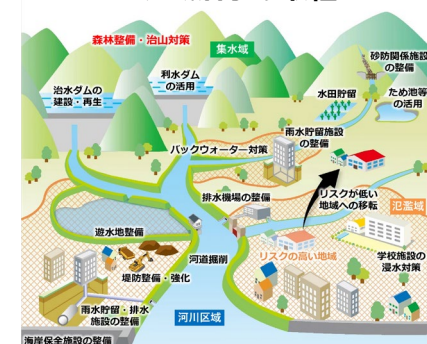 森林整備・治山対策
集水域
砂防関係施設
の整備
治水ダムの
建設・再生
利水ダム
の活用
水田貯留
ため池等
の活用
雨水貯留施設
の整備
バックウォーター対策
排水機場の整備
リスクが低い
地域への移転
氾濫域
遊水地整備
河道掘削
リスクの高い地域
学校施設の
浸水対策
堤防整備・強化
雨水貯留・排水
施設の整備
河川区域
海岸保全施設の整備